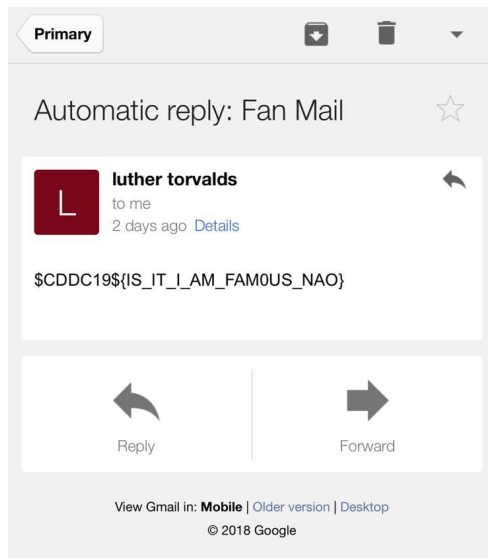 Primary
Automatic reply: Fan Mail
L
luther torvalds
to me
2 days ago Details
$CDDC19${IS_IT_I_AM_FAM0US_NAO}
Reply Forward
View Gmail in: Mobile | Older version | Desktop
© 2018 Google